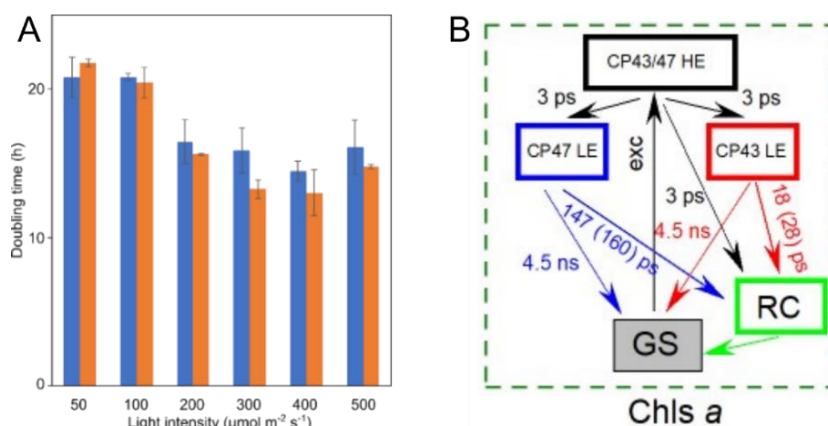 A
20
10
0
Doubling time (h)
50 100 200 300 400 500
Light intensity (µmol m⁻² s⁻¹)
B
CP43/47 HE
3 ps 3 ps
CP47 LE
exc
CP43 LE
3 ps
147 (160) ps
4.5 ns
4.5 ns
18 (28) ps
RC
GS
Chls a